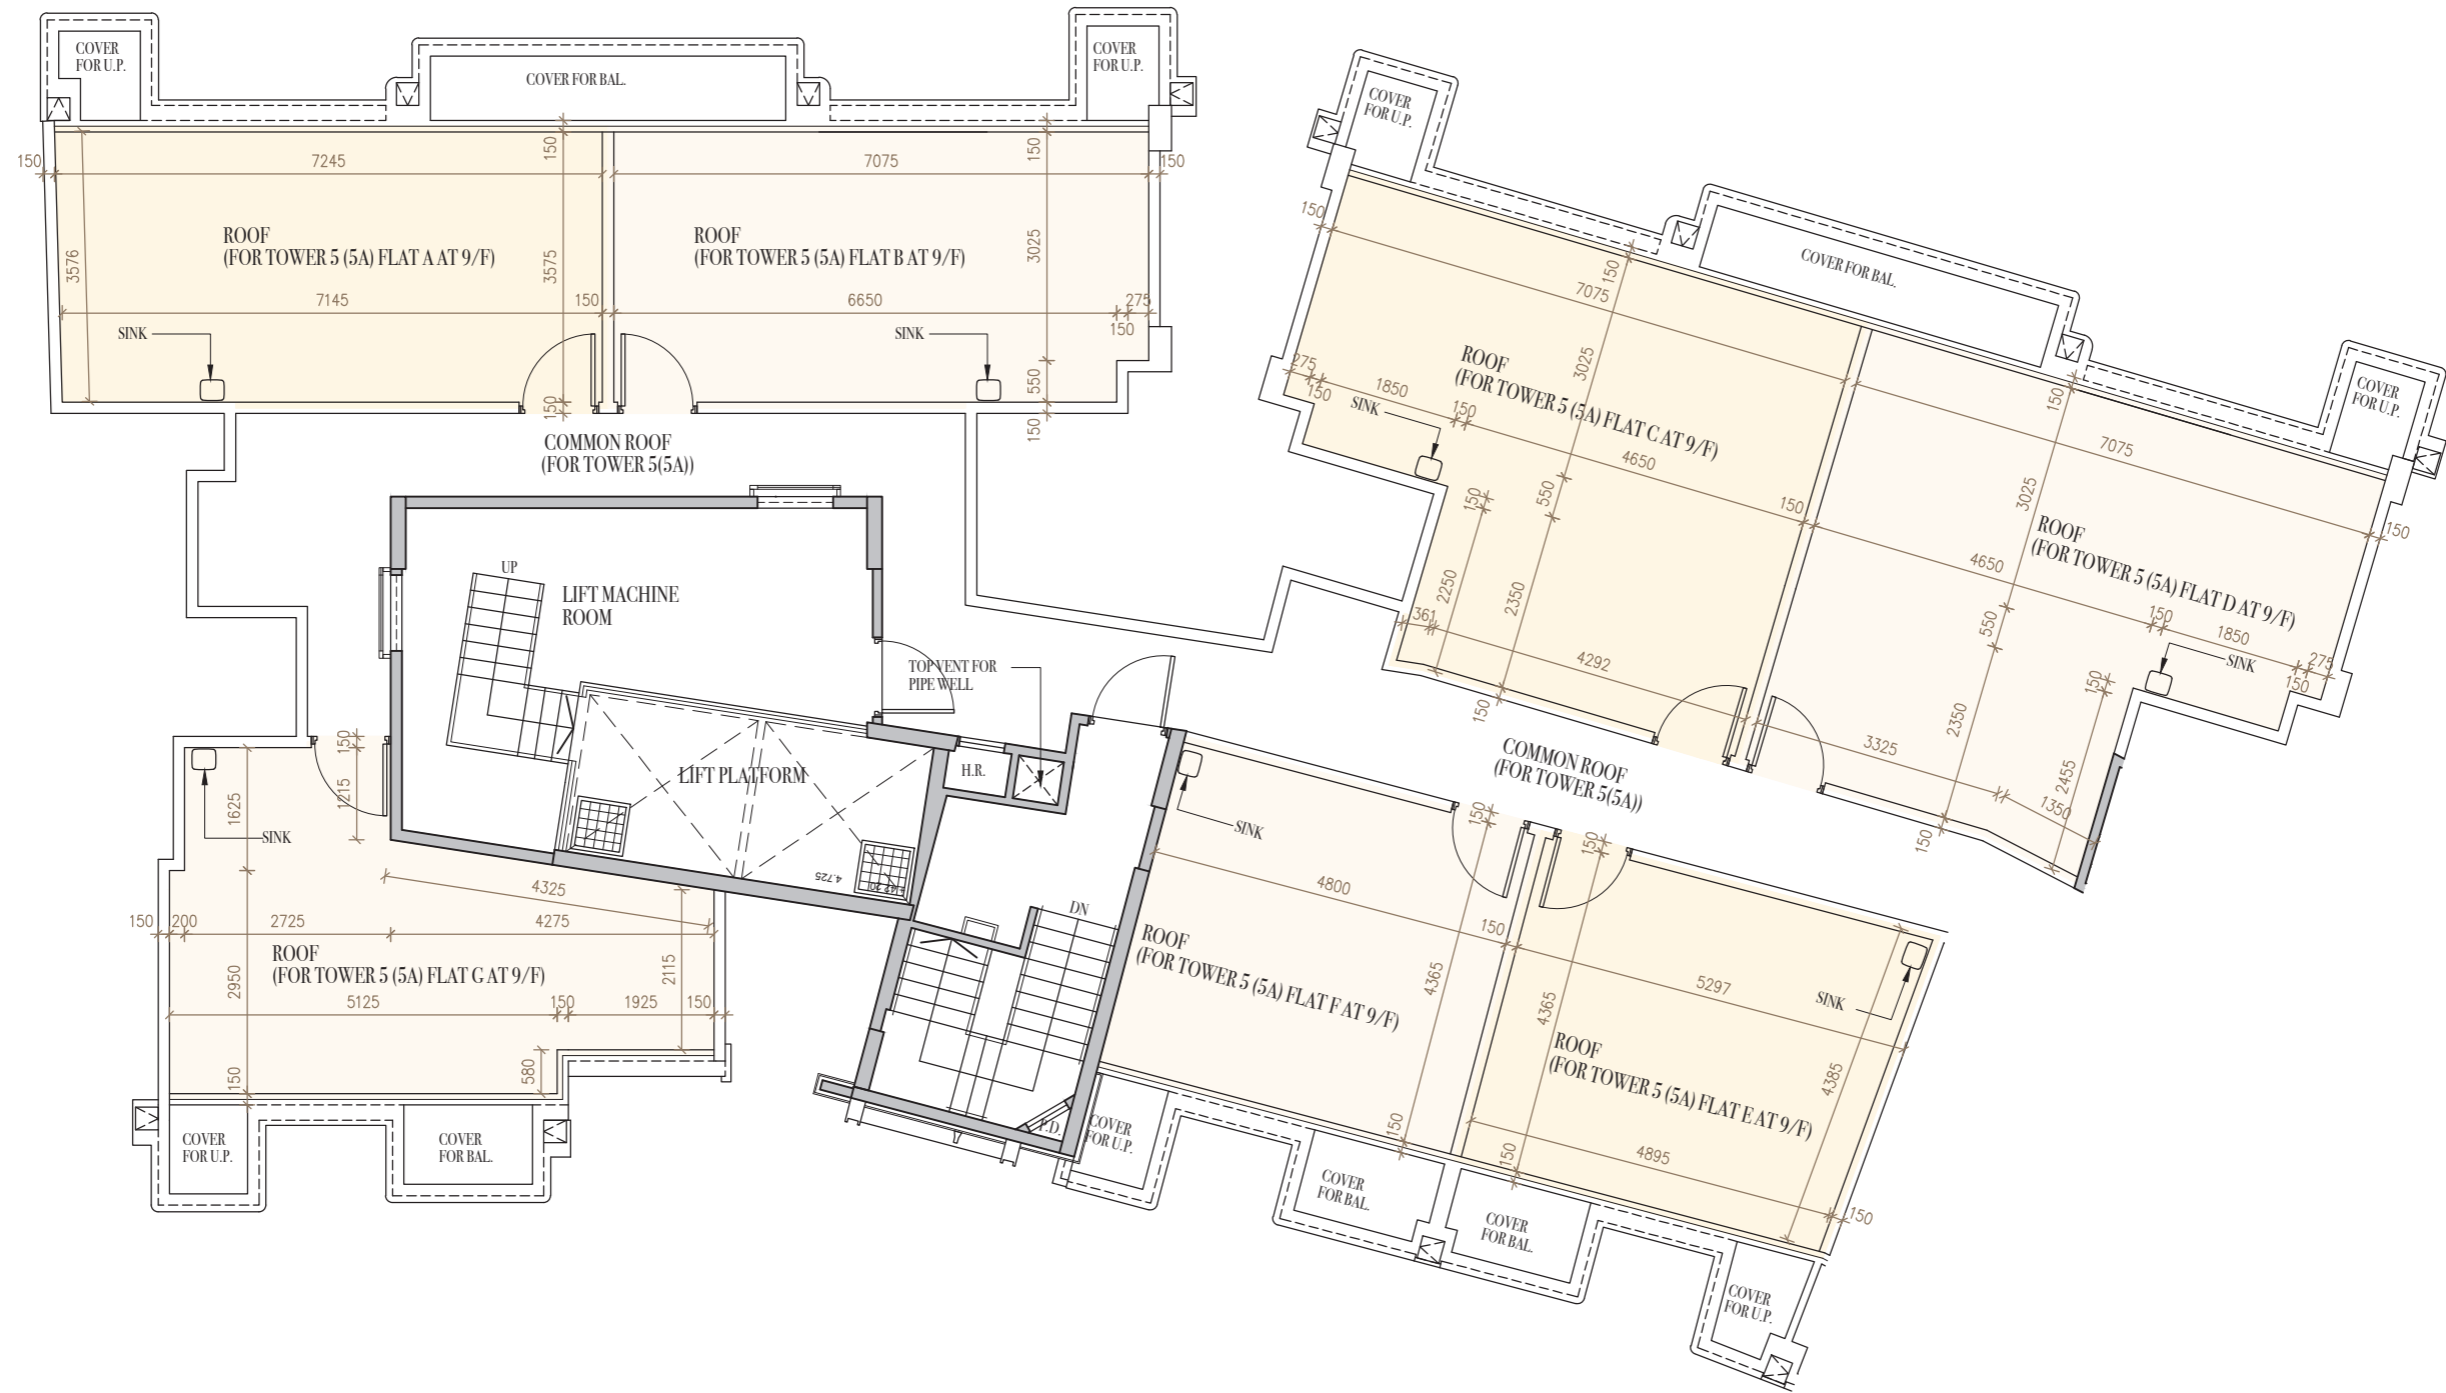 COVER
FOR U.P.
COVER FOR BAL.
COVER
FOR U.P.
150
7245
150
7075
150
150
3576
ROOF
(FOR TOWER 5 (5A) FLAT A AT 9/F)
3575
ROOF
(FOR TOWER 5 (5A) FLAT B AT 9/F)
3025
7145
150
6650
275
150
SINK
SINK
550
150
150
COMMON ROOF
(FOR TOWER 5(5A))
UP
LIFT MACHINE
ROOM
TOP VENT FOR
PIPE WELL
H.R.
LIFT PLATFORM
4.725
DN
P.D.
COVER
FOR U.P.
COVER FOR BAL.
COVER
FOR U.P.
150
150
7075
3025
ROOF
(FOR TOWER 5 (5A) FLAT C AT 9/F)
275
150
1850
150
SINK
4650
150
550
150
2250
2350
361
4292
150
150
7075
150
3025
ROOF
(FOR TOWER 5 (5A) FLAT D AT 9/F)
4650
150
1850
275
150
SINK
550
150
2350
3325
2455
1350
150
COMMON ROOF
(FOR TOWER 5(5A))
150
1215
1625
SINK
4325
150
200
2725
4275
ROOF
(FOR TOWER 5 (5A) FLAT G AT 9/F)
2115
2950
5125
150
1925
150
580
150
COVER
FOR U.P.
COVER
FOR BAL.
SINK
150
150
4800
150
ROOF
(FOR TOWER 5 (5A) FLAT F AT 9/F)
4365
4365
5297
SINK
ROOF
(FOR TOWER 5 (5A) FLAT E AT 9/F)
4385
4895
150
150
150
COVER
FOR U.P.
COVER
FOR BAL.
COVER
FOR BAL.
COVER
FOR U.P.